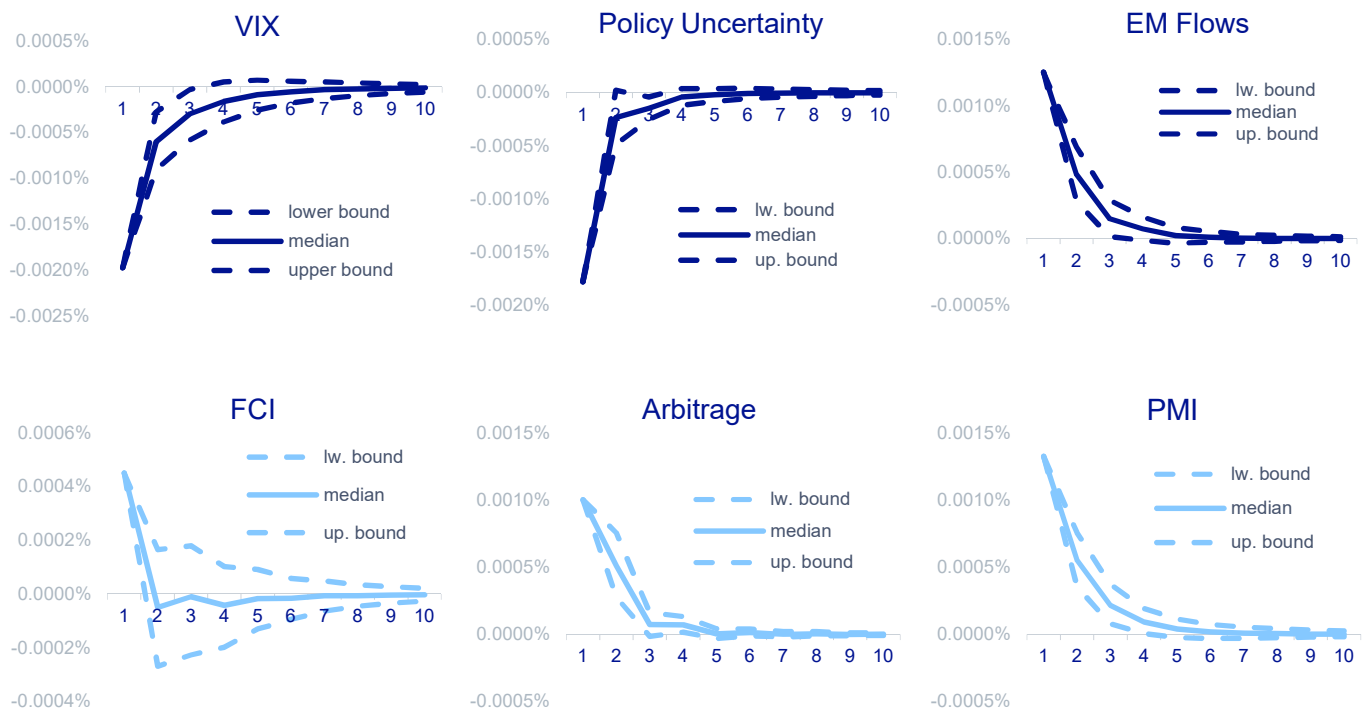 VIX
0.0005%
0.0000%
-0.0005%
-0.0010%
-0.0015%
-0.0020%
-0.0025%
1 2 3 4 5 6 7 8 9 10
lower bound
median
upper bound
Policy Uncertainty
0.0005%
0.0000%
-0.0005%
-0.0010%
-0.0015%
-0.0020%
1 2 3 4 5 6 7 8 9 10
lw. bound
median
up. bound
EM Flows
0.0015%
0.0010%
0.0005%
0.0000%
-0.0005%
1 2 3 4 5 6 7 8 9 10
lw. bound
median
up. bound
FCI
0.0006%
0.0004%
0.0002%
0.0000%
-0.0002%
-0.0004%
1 2 3 4 5 6 7 8 9 10
lw. bound
median
up. bound
Arbitrage
0.0015%
0.0010%
0.0005%
0.0000%
-0.0005%
1 2 3 4 5 6 7 8 9 10
lw. bound
median
up. bound
PMI
0.0015%
0.0010%
0.0005%
0.0000%
-0.0005%
1 2 3 4 5 6 7 8 9 10
lw. bound
median
up. bound